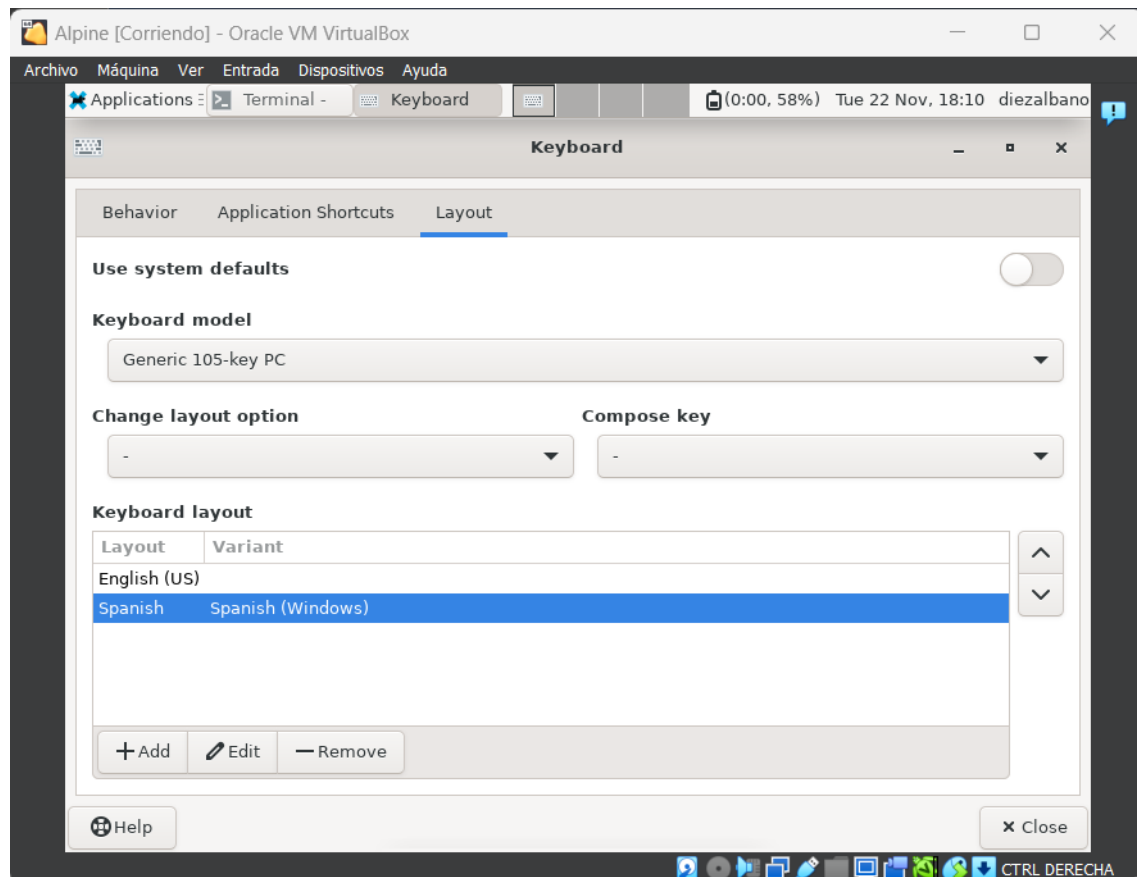 Alpine [Corriendo] - Oracle VM VirtualBox
Archivo Máquina Ver Entrada Dispositivos Ayuda
Applications Terminal - Keyboard (0:00, 58%) Tue 22 Nov, 18:10 diezalbano
Keyboard
Behavior Application Shortcuts Layout
Use system defaults
Keyboard model
Generic 105-key PC
Change layout option Compose key
- -
Keyboard layout
Layout Variant
English (US)
Spanish Spanish (Windows)
Add Edit Remove
Help Close
CTRL DERECHA